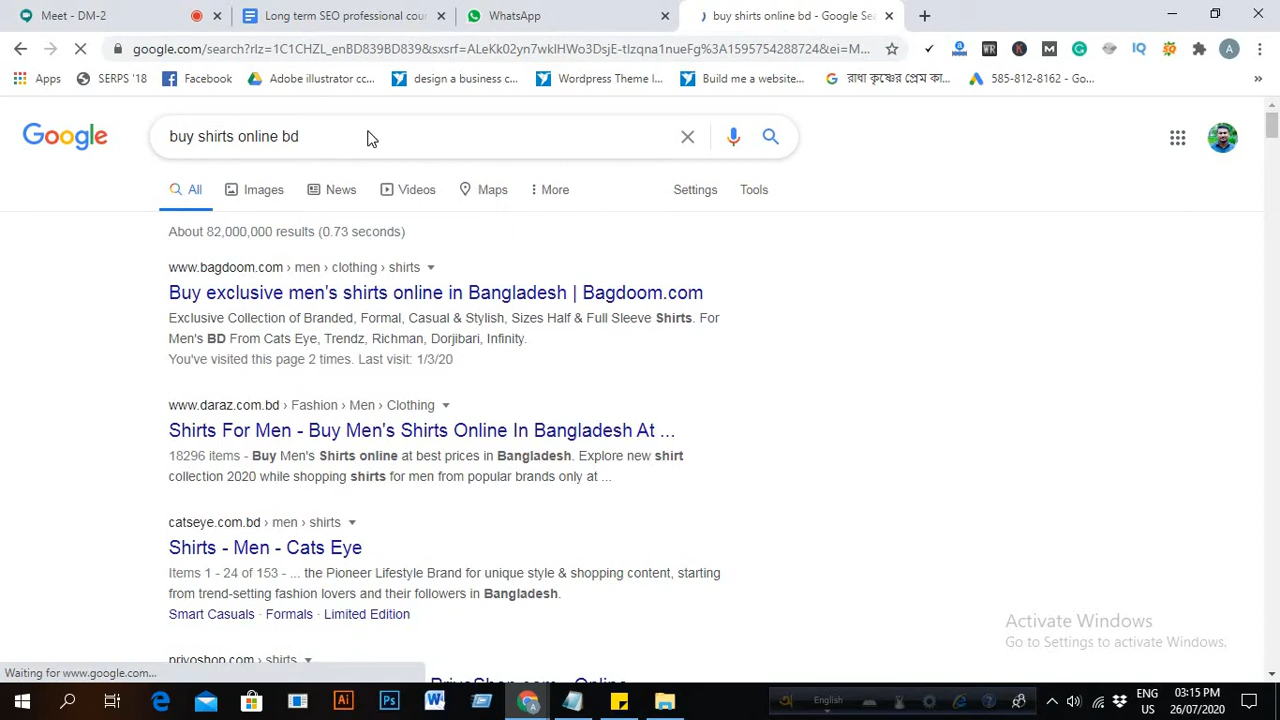 Meet - DM-2
Long term SEO professional cour
WhatsApp
buy shirts online bd - Google Sea
google.com/search?rlz=1C1CHZL_enBD839BD839&sxsrf=ALeKk02yn7wklHWo3DsjE-tlzqna1nueFg%3A1595754288724&ei=M...
Apps
SERPS '18
Facebook
Adobe illustrator cc...
design a business c...
Wordpress Theme I...
Build me a website...
রাধা কৃষ্ণের প্রেম কা...
585-812-8162 - Go...
Google
buy shirts online bd
All
Images
News
Videos
Maps
More
Settings
Tools
About 82,000,000 results (0.73 seconds)
www.bagdoom.com › men › clothing › shirts
Buy exclusive men's shirts online in Bangladesh | Bagdoom.com
Exclusive Collection of Branded, Formal, Casual & Stylish, Sizes Half & Full Sleeve Shirts. For
Men's BD From Cats Eye, Trendz, Richman, Dorjibari, Infinity.
You've visited this page 2 times. Last visit: 1/3/20
www.daraz.com.bd › Fashion › Men › Clothing
Shirts For Men - Buy Men's Shirts Online In Bangladesh At ...
18296 items - Buy Men's Shirts online at best prices in Bangladesh. Explore new shirt
collection 2020 while shopping shirts for men from popular brands only at ...
catseye.com.bd › men › shirts
Shirts - Men - Cats Eye
Items 1 - 24 of 153 - ... the Pioneer Lifestyle Brand for unique style & shopping content, starting
from trend-setting fashion lovers and their followers in Bangladesh.
Smart Casuals · Formals · Limited Edition
Activate Windows
Go to Settings to activate Windows.
priyoshop.com › shirts
PriyoShop.com - Online
Waiting for www.google.com...
English
ENG
US
03:15 PM
26/07/2020